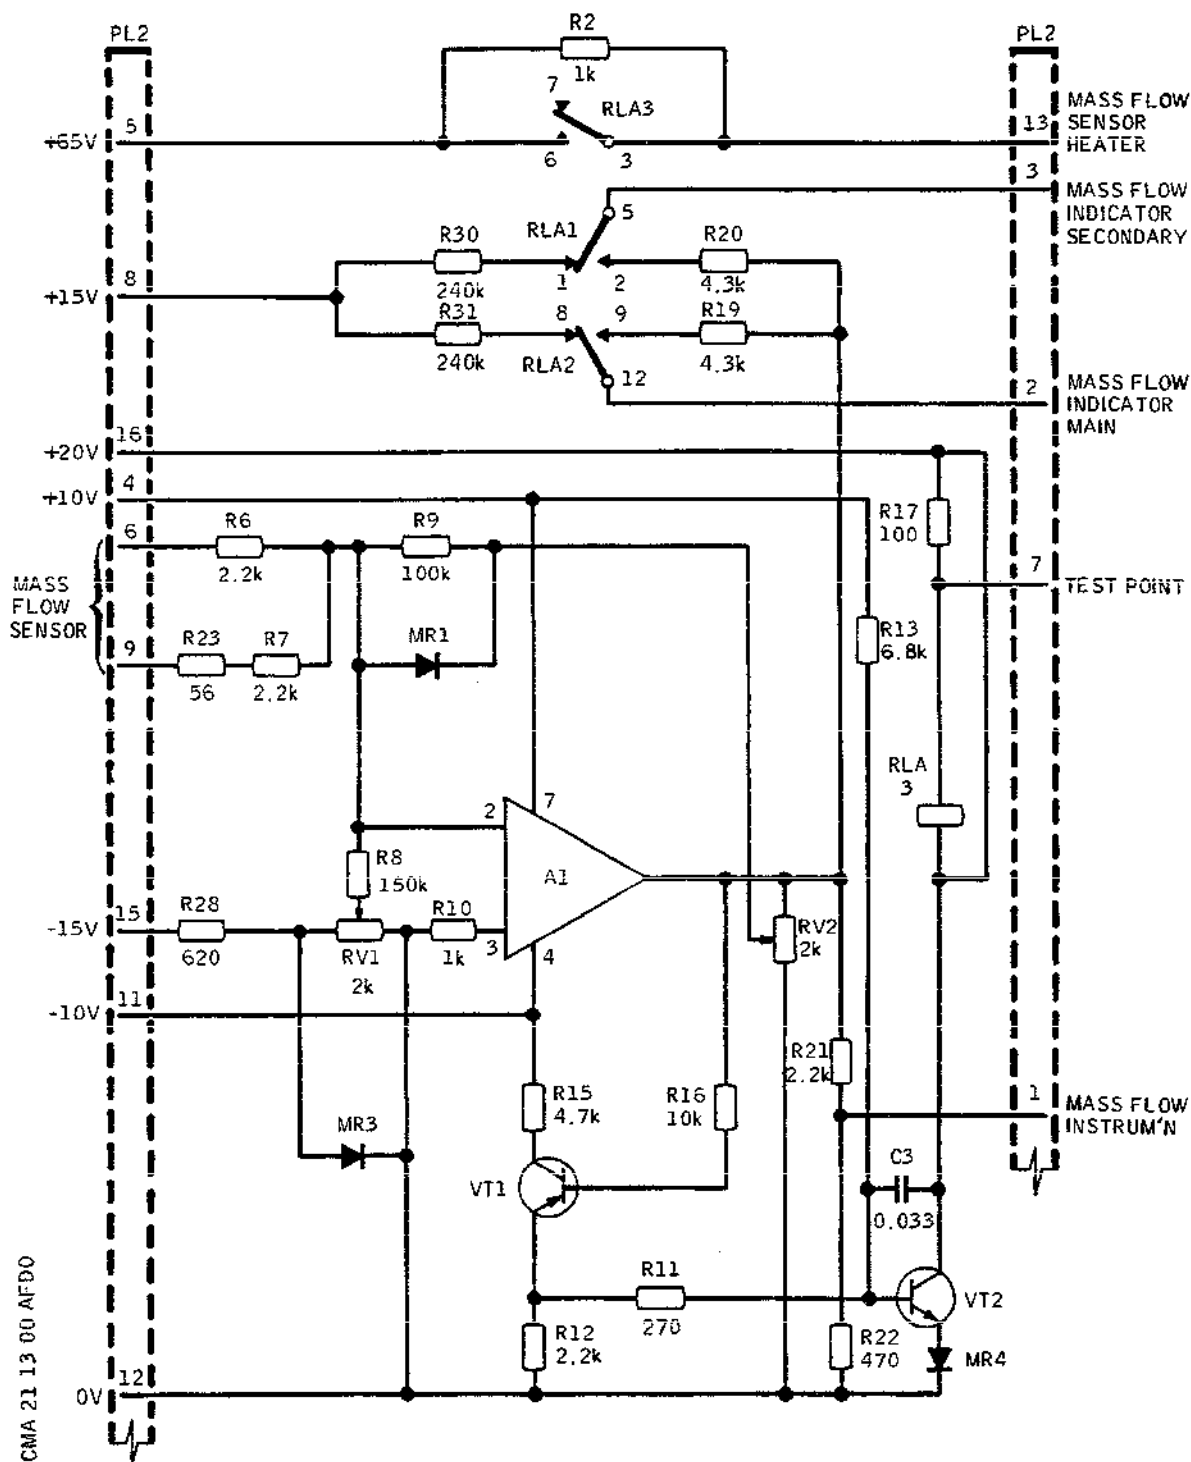 PL2
R2
1k
7
RLA3
PL2
+65V
5
6
3
13
MASS FLOW
SENSOR
HEATER
3
MASS FLOW
INDICATOR
SECONDARY
R30
RLA1
5
R20
240k
1
2
4.3k
+15V
8
R31
8
9
R19
240k
RLA2
12
4.3k
2
MASS FLOW
INDICATOR
MAIN
+20V
16
+10V
4
R17
100
6
R6
R9
2.2k
100k
7
TEST POINT
MASS
FLOW
SENSOR
9
R23
R7
MR1
56
2.2k
R13
6.8k
RLA
3
2
7
R8
150k
A1
-15V
15
R28
R10
620
RV1
2k
1k
3
4
RV2
2k
-10V
11
R21
2.2k
R15
4.7k
R16
10k
1
MASS FLOW
INSTRUM'N
MR3
VT1
C3
0.033
R11
270
VT2
R12
2.2k
R22
470
MR4
0V
12
CMA 21 13 00 AFDO